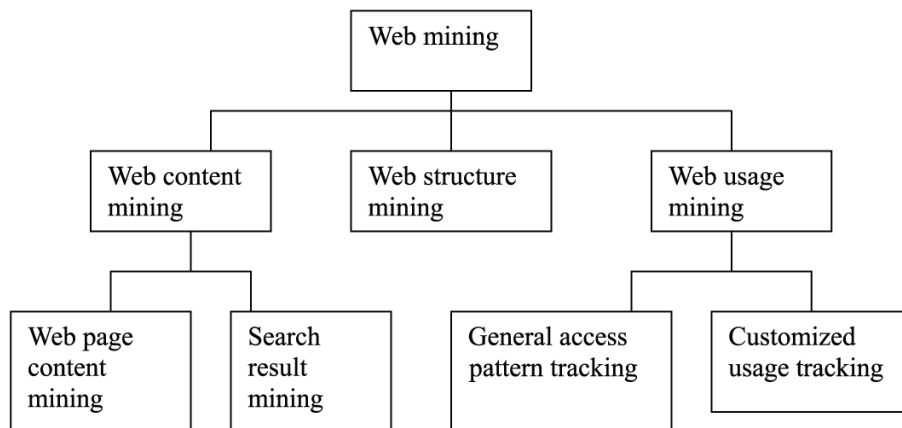 Web mining
Web content
mining
Web structure
mining
Web usage
mining
Web page
content
mining
Search
result
mining
General access
pattern tracking
Customized
usage tracking